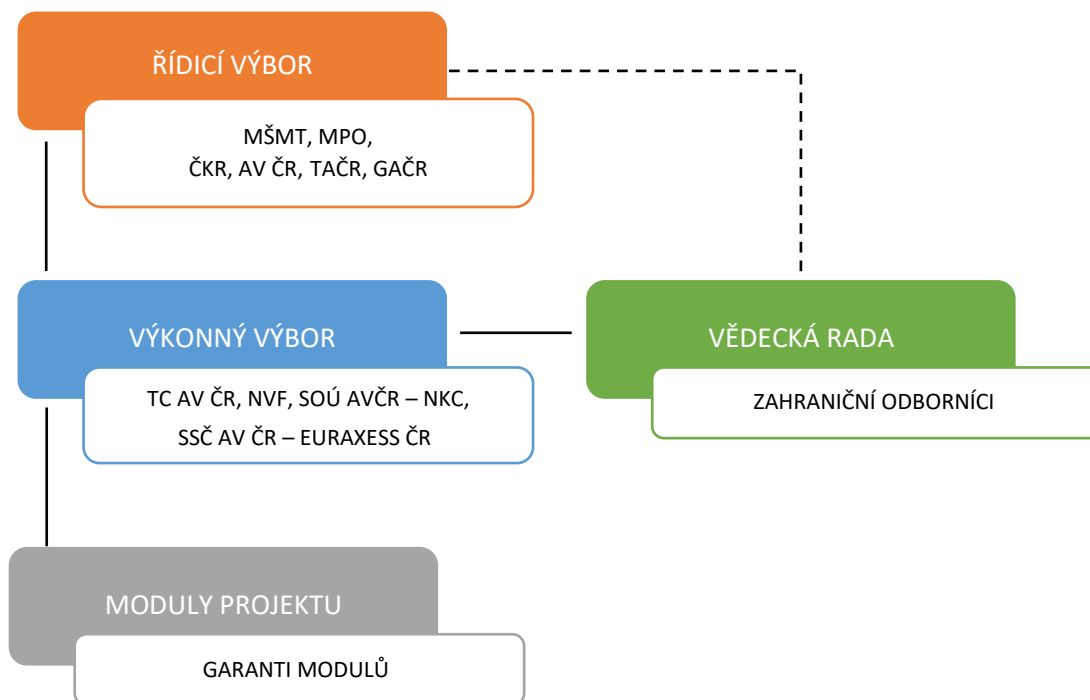 ŘÍDICÍ VÝBOR
MŠMT, MPO,
ČKR, AV ČR, TAČR, GAČR
VÝKONNÝ VÝBOR
TC AV ČR, NVF, SOÚ AVČR – NKC,
SSČ AV ČR – EURAXESS ČR
VĚDECKÁ RADA
ZAHRANIČNÍ ODBORNÍCI
MODULY PROJEKTU
GARANTI MODULŮ